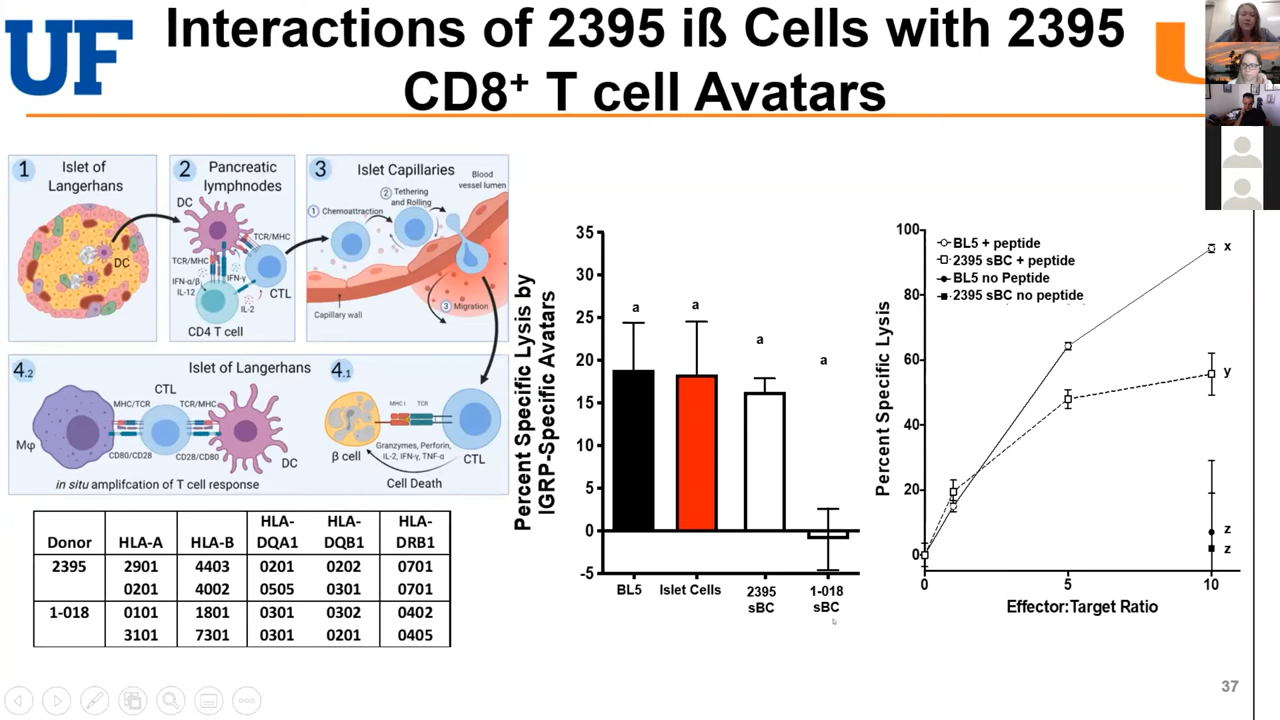 UF
Interactions of 2395 iß Cells with 2395
CD8+ T cell Avatars
1
Islet of
Langerhans
DC
2
Pancreatic
lymphnodes
DC
TCR/MHC
TCR/MHC
IFN-α/β
IL-12
IFN-γ
IL-2
CTL
CD4 T cell
3
Islet Capillaries
Blood
vessel lumen
1 Chemoattraction
2 Tethering
and Rolling
3 Migration
Capillary wall
4.2
Islet of Langerhans
4.1
CTL
MHC/TCR
TCR/MHC
Mφ
CD80/CD28
CD28/CD80
DC
in situ amplifcation of T cell response
MHC I
TCR
β cell
Granzymes, Perforin,
IL-2, IFN-γ, TNF-α
CTL
Cell Death
Donor HLA-A HLA-B HLA-DQA1 HLA-DQB1 HLA-DRB1
2395 2901 4403 0201 0202 0701
0201 4002 0505 0301 0701
1-018 0101 1801 0301 0302 0402
3101 7301 0301 0201 0405
Percent Specific Lysis by
IGRP-Specific Avatars
35
30
25
20
15
10
5
0
-5
a
a
a
a
BL5
Islet Cells
2395
sBC
1-018
sBC
Percent Specific Lysis
100
80
60
40
20
0
BL5 + peptide
2395 sBC + peptide
BL5 no Peptide
2395 sBC no peptide
x
y
z
z
0
5
10
Effector:Target Ratio
37